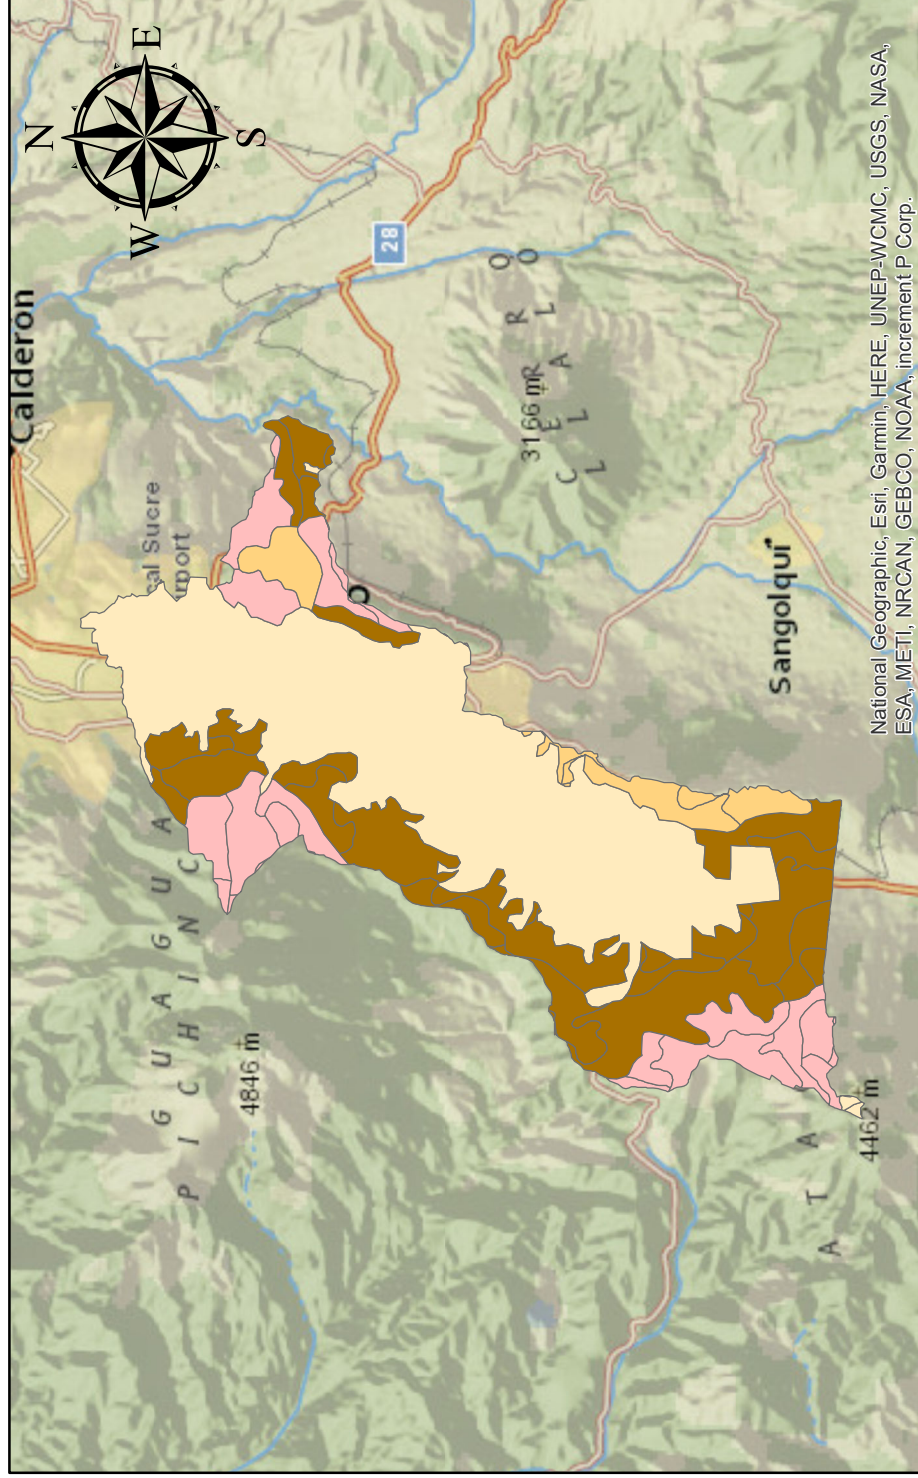 N
W E
S
Calderon
al Sucre
rport
28
G U A G U A
P I C H I N C
4846 m
C E R R O
L L A L O
3166 m
O
Sangolquí
A T A
4462 m
National Geographic, Esri, Garmin, HERE, UNEP-WCMC, USGS, NASA,
ESA, METI, NRCAN, GEBCO, NOAA, increment P Corp.